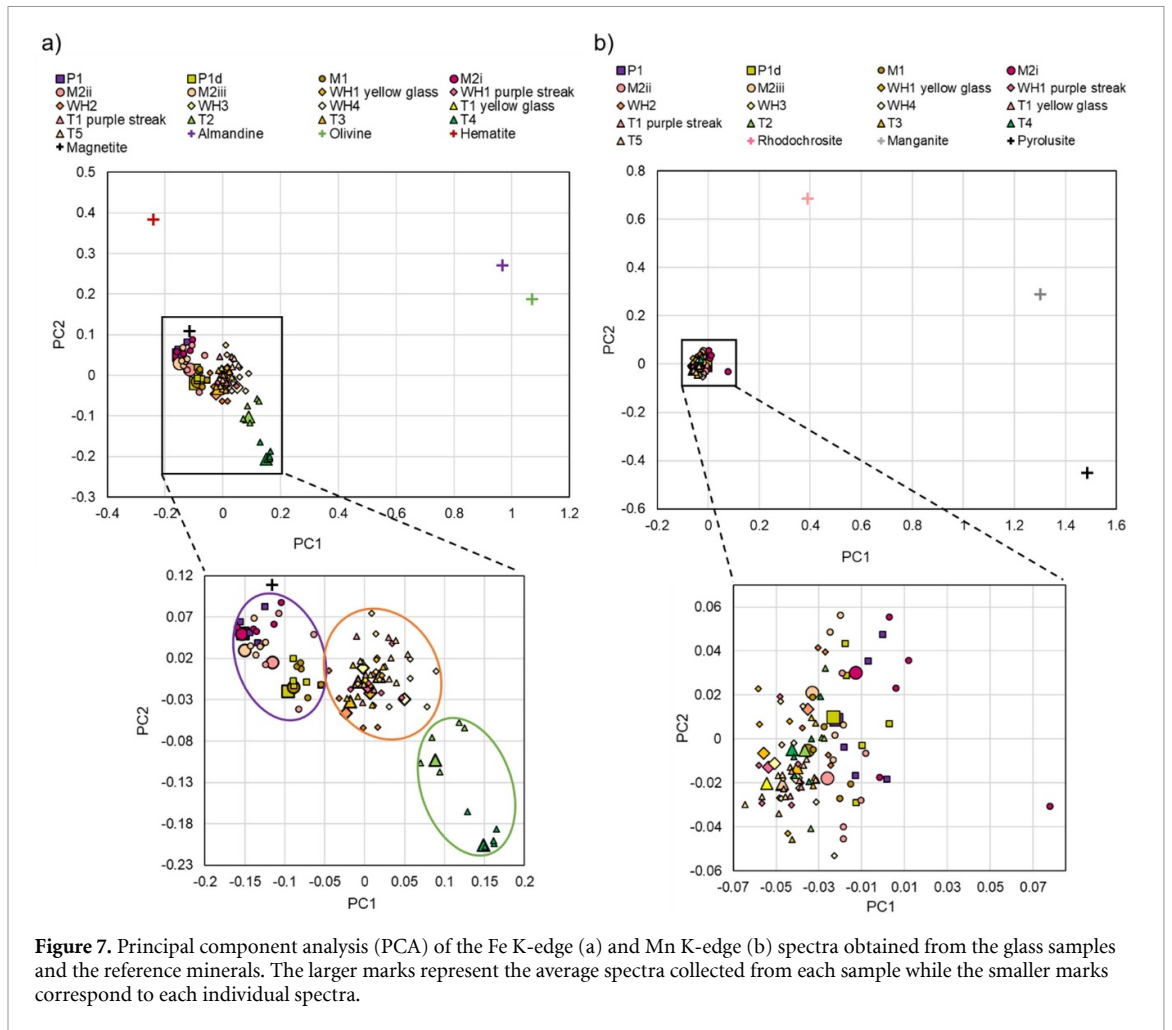 a)
P1 P1d M1 M2i
M2ii M2iii WH1 yellow glass WH1 purple streak
WH2 WH3 WH4 T1 yellow glass
T1 purple streak T2 T3 T4
T5 Almandine Olivine Hematite
Magnetite
0.5
0.4
0.3
0.2
0.1
0
-0.1
-0.2
-0.3
PC2
-0.4 -0.2 0 0.2 0.4 0.6 0.8 1 1.2
PC1
0.12
0.07
0.02
-0.03
-0.08
-0.13
-0.18
-0.23
PC2
-0.2 -0.15 -0.1 -0.05 0 0.05 0.1 0.15 0.2
PC1
b)
P1 P1d M1 M2i
M2ii M2iii WH1 yellow glass WH1 purple streak
WH2 WH3 WH4 T1 yellow glass
T1 purple streak T2 T3 T4
T5 Rhodochrosite Manganite Pyrolusite
0.8
0.6
0.4
0.2
0
-0.2
-0.4
-0.6
PC2
-0.2 0 0.2 0.4 0.6 0.8 1 1.2 1.4 1.6
PC1
0.06
0.04
0.02
0
-0.02
-0.04
-0.06
PC2
-0.07 -0.05 -0.03 -0.01 0.01 0.03 0.05 0.07
PC1
Figure 7. Principal component analysis (PCA) of the Fe K-edge (a) and Mn K-edge (b) spectra obtained from the glass samples
and the reference minerals. The larger marks represent the average spectra collected from each sample while the smaller marks
correspond to each individual spectra.